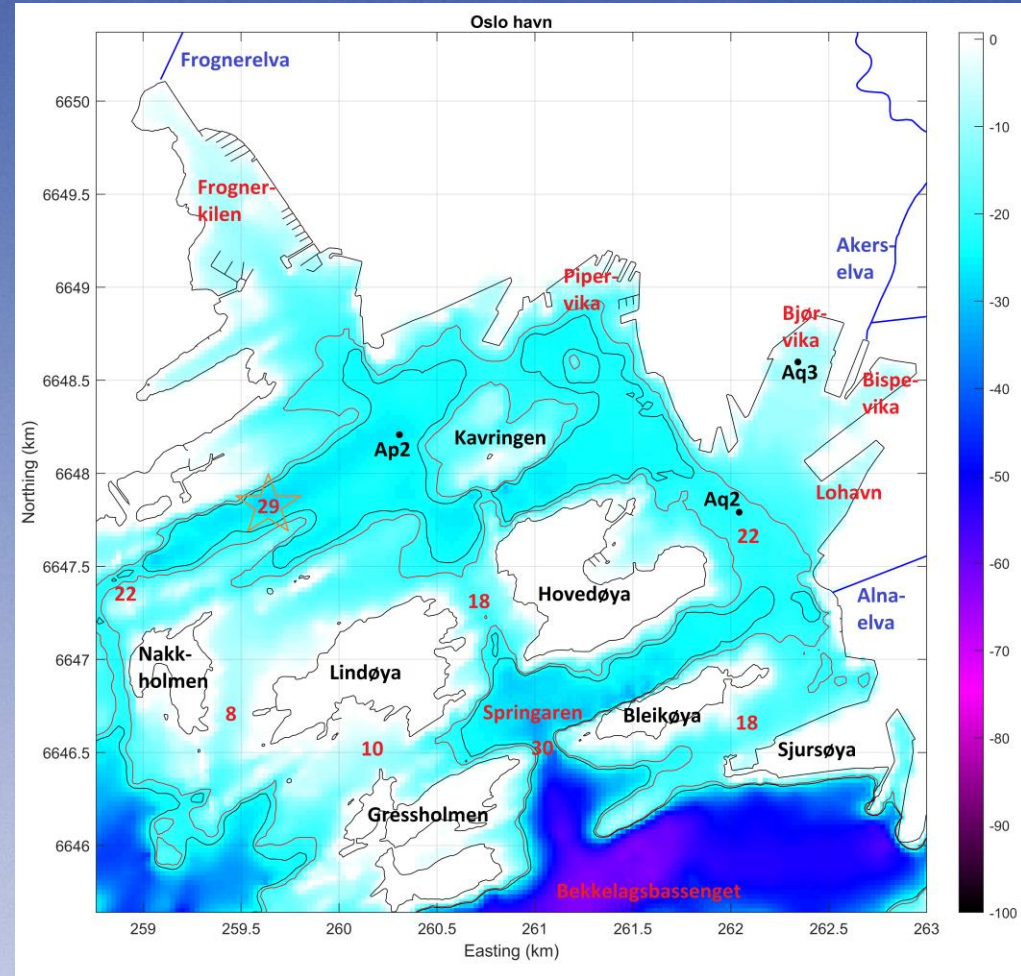 Oslo havn
Frognerelva
6650
6649.5
6649
6648.5
6648
6647.5
6647
6646.5
6646
Northing (km)
Frogner-
kilen
Piper-
vika
Akers-
elva
Bjør-
vika
Aq3
Bispe-
vika
Kavringen
Ap2
Aq2
Lohavn
29
22
22
Hovedøya
18
Alna-
elva
Nakk-
holmen
Lindøya
8
10
Springaren
30
Bleikøya
18
Sjursøya
Gressholmen
Bekkelagsbassenget
259
259.5
260
260.5
261
261.5
262
262.5
263
Easting (km)
0
-10
-20
-30
-40
-50
-60
-70
-80
-90
-100